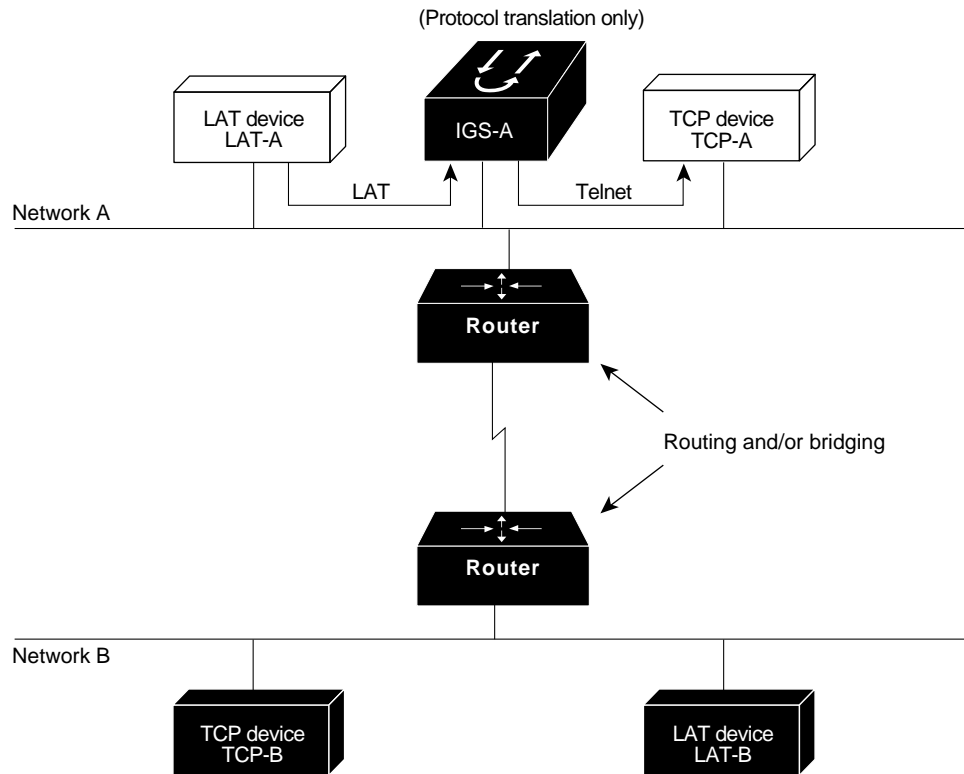 (Protocol translation only)
LAT device
LAT-A
IGS-A
TCP device
TCP-A
LAT
Telnet
Network A
Router
Routing and/or bridging
Router
Network B
TCP device
TCP-B
LAT device
LAT-B